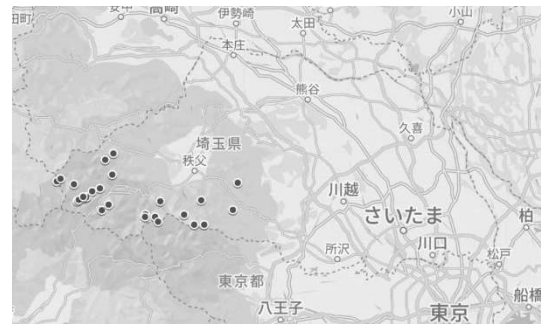 高崎
伊勢崎
太田
小山
田町
本庄
熊谷
久喜
埼玉県
秩父
川越
さいたま
柏
川口
所沢
松戸
東京都
船橋
八王子
東京